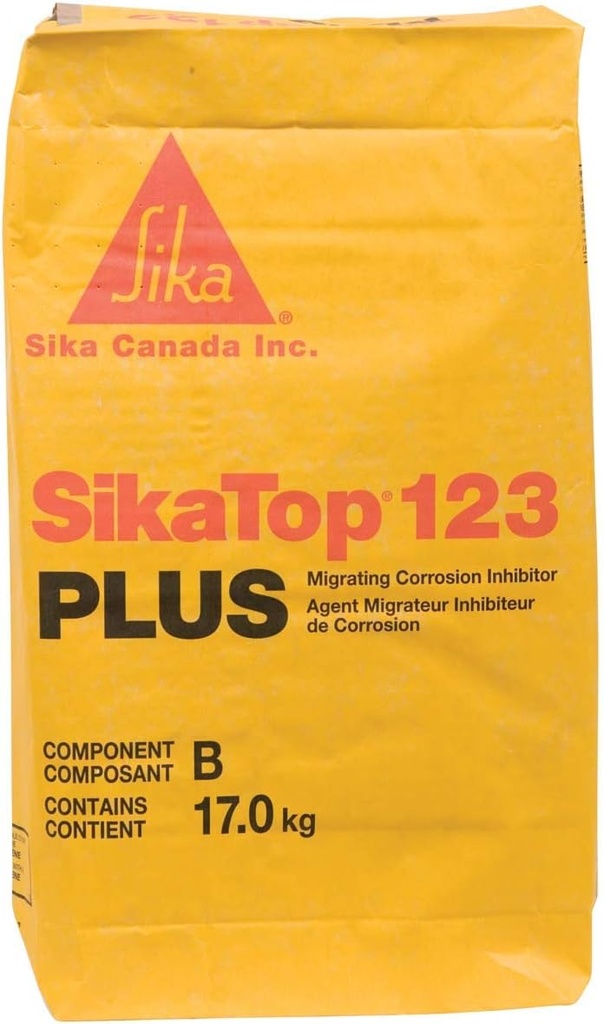 Sika
®
Sika Canada Inc.
SikaTop® 123
PLUS
Migrating Corrosion Inhibitor
Agent Migrateur Inhibiteur
de Corrosion
COMPONENT
COMPOSANT
B
CONTAINS
CONTIENT
17.0 kg